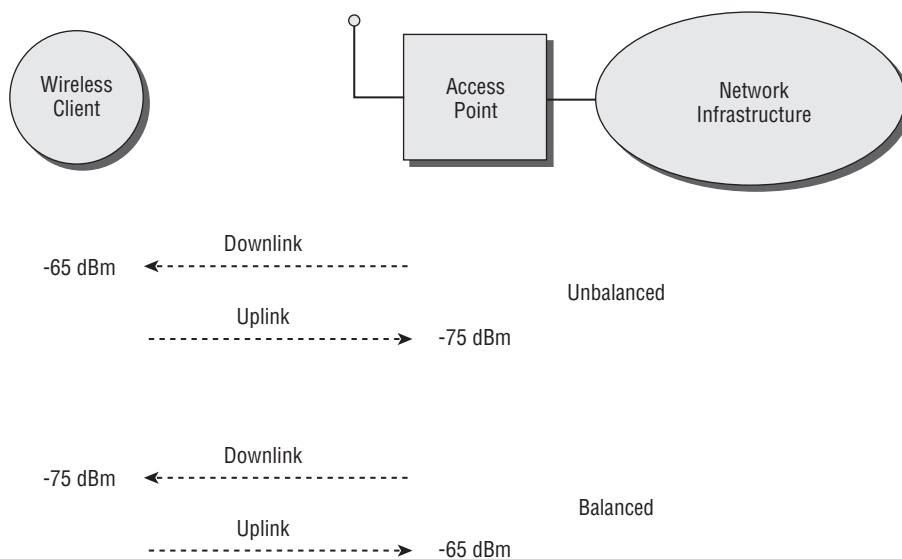 Wireless
Client
Access
Point
Network
Infrastructure
Downlink
-65 dBm
Unbalanced
Uplink
-75 dBm
Downlink
-75 dBm
Balanced
Uplink
-65 dBm